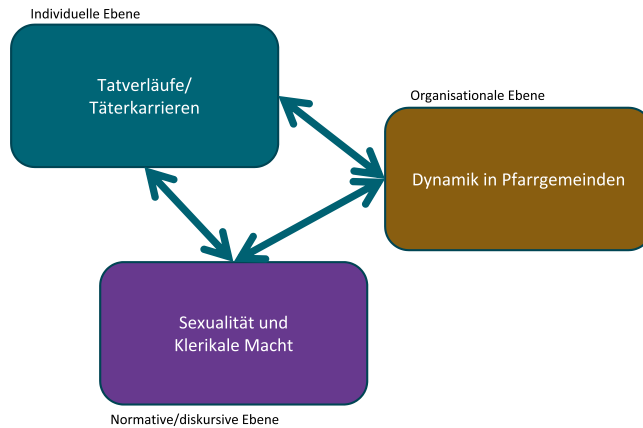 Individuelle Ebene
Tatverläufe/
Täterkarrieren
Organisationale Ebene
Dynamik in Pfarrgemeinden
Sexualität und
Klerikale Macht
Normative/diskursive Ebene